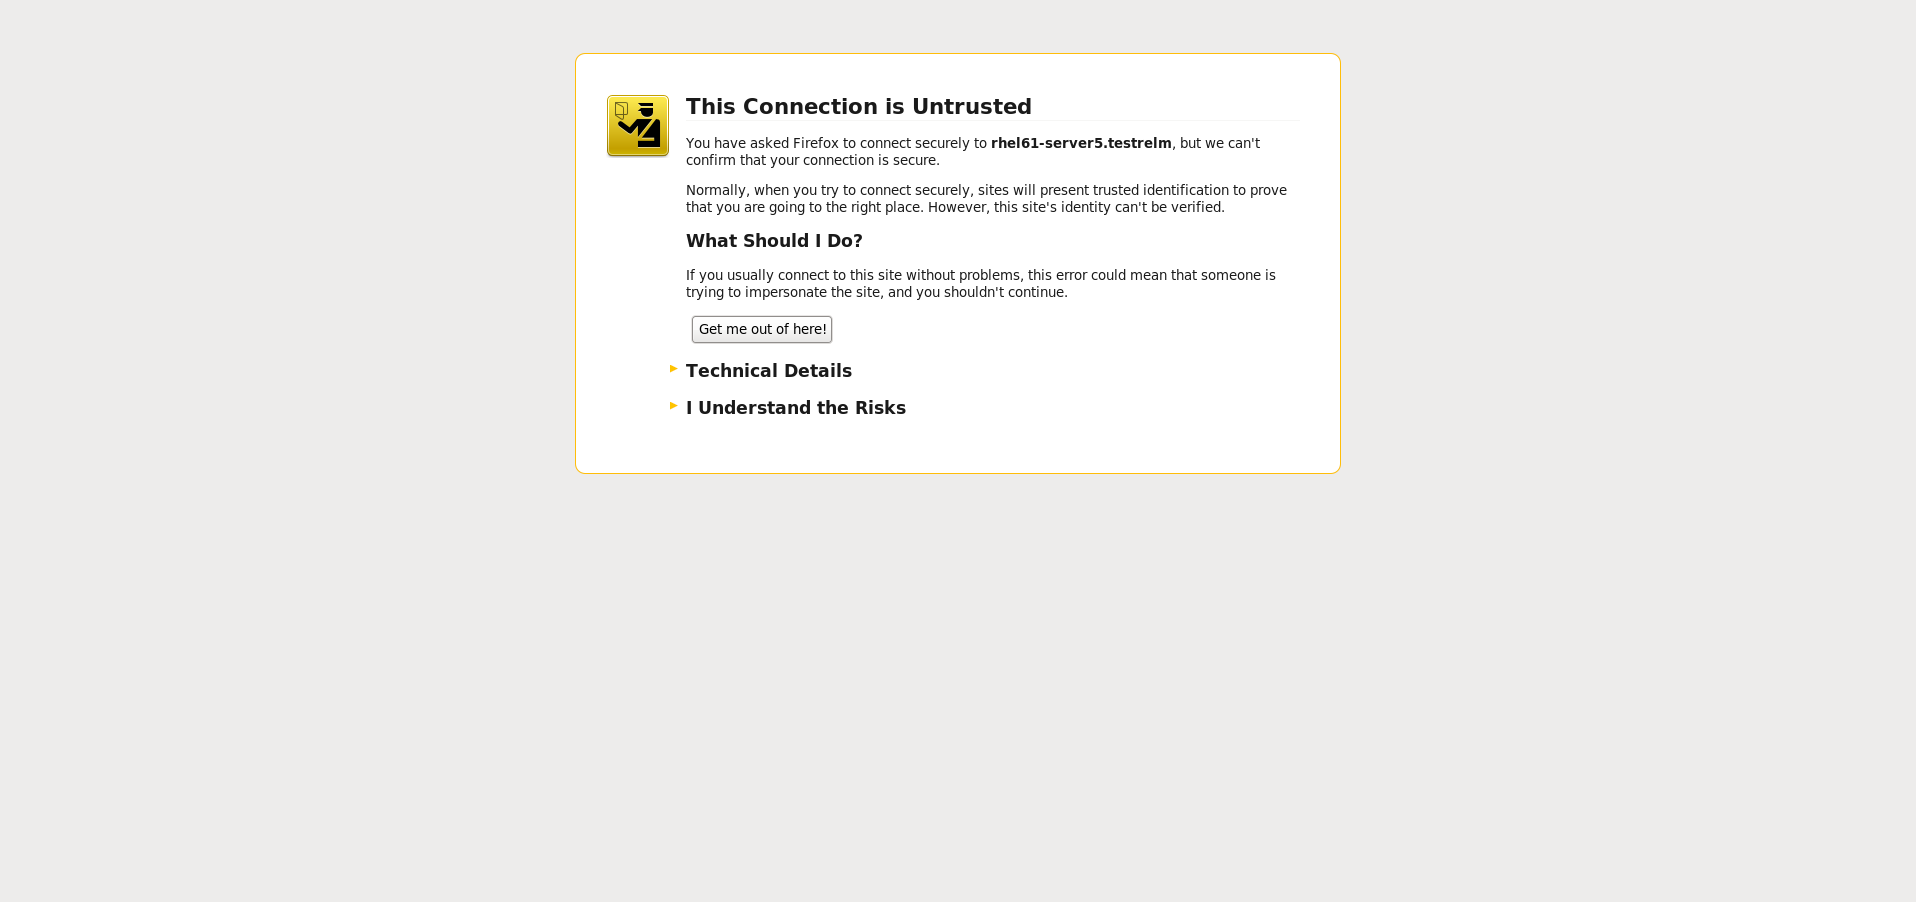 This Connection is Untrusted
You have asked Firefox to connect securely to rhel61-server5.testrelm, but we can't
confirm that your connection is secure.
Normally, when you try to connect securely, sites will present trusted identification to prove
that you are going to the right place. However, this site's identity can't be verified.
What Should I Do?
If you usually connect to this site without problems, this error could mean that someone is
trying to impersonate the site, and you shouldn't continue.
Get me out of here!
Technical Details
I Understand the Risks